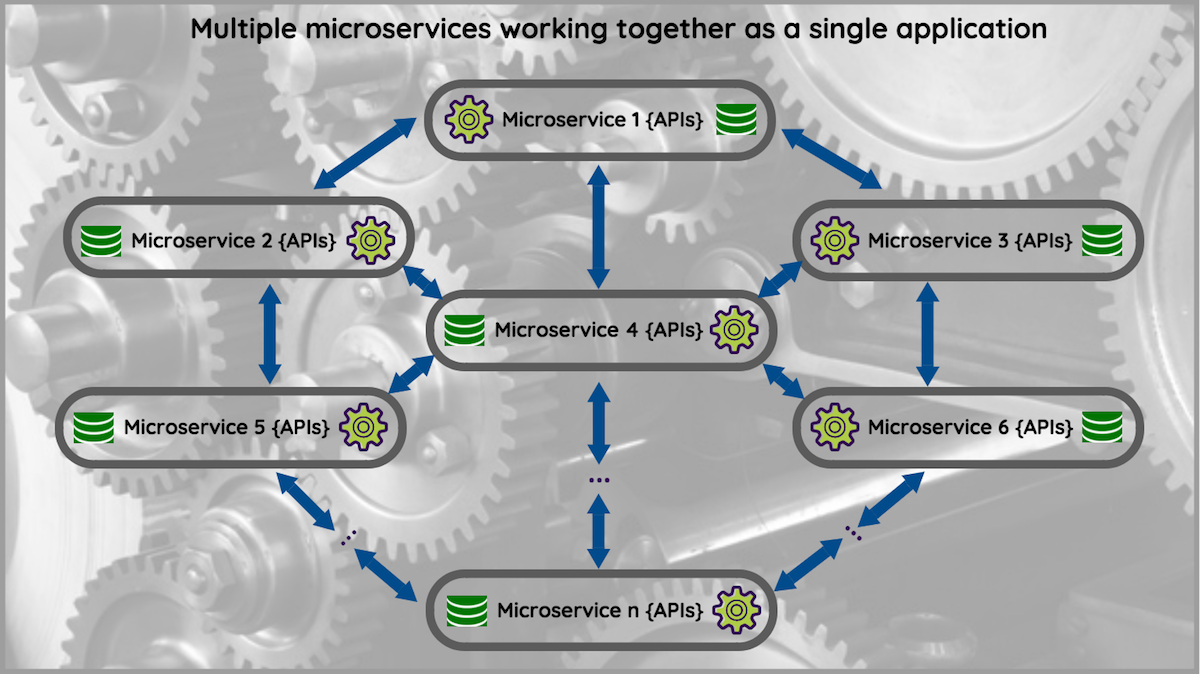 Multiple microservices working together as a single application
Microservice 1 {APIs}
Microservice 2 {APIs}
Microservice 3 {APIs}
Microservice 4 {APIs}
Microservice 5 {APIs}
Microservice 6 {APIs}
...
...
...
Microservice n {APIs}